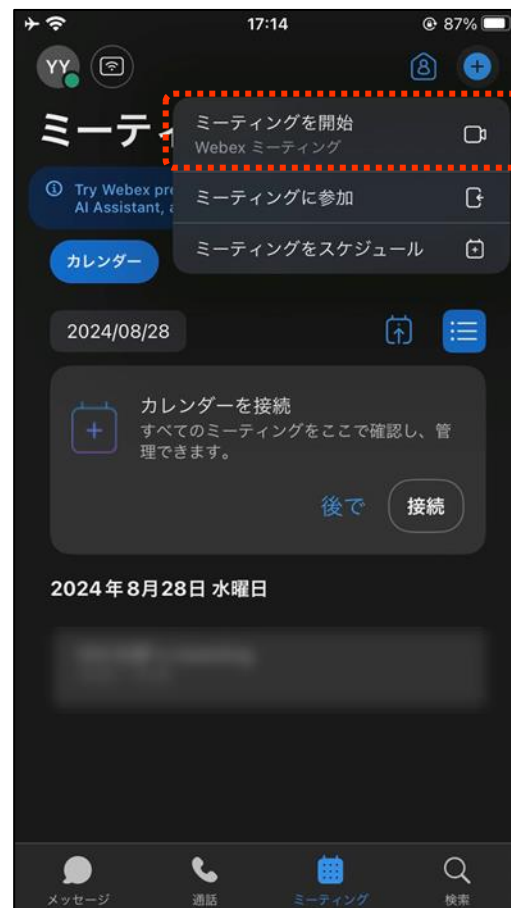 17:14
87%
YY
ミーティ
ミーティングを開始
Webex ミーティング
Try Webex pre
AI Assistant, a
ミーティングに参加
ミーティングをスケジュール
カレンダー
2024/08/28
カレンダーを接続
すべてのミーティングをここで確認し、管
理できます。
後で
接続
2024年8月28日 水曜日
メッセージ
通話
ミーティング
検索